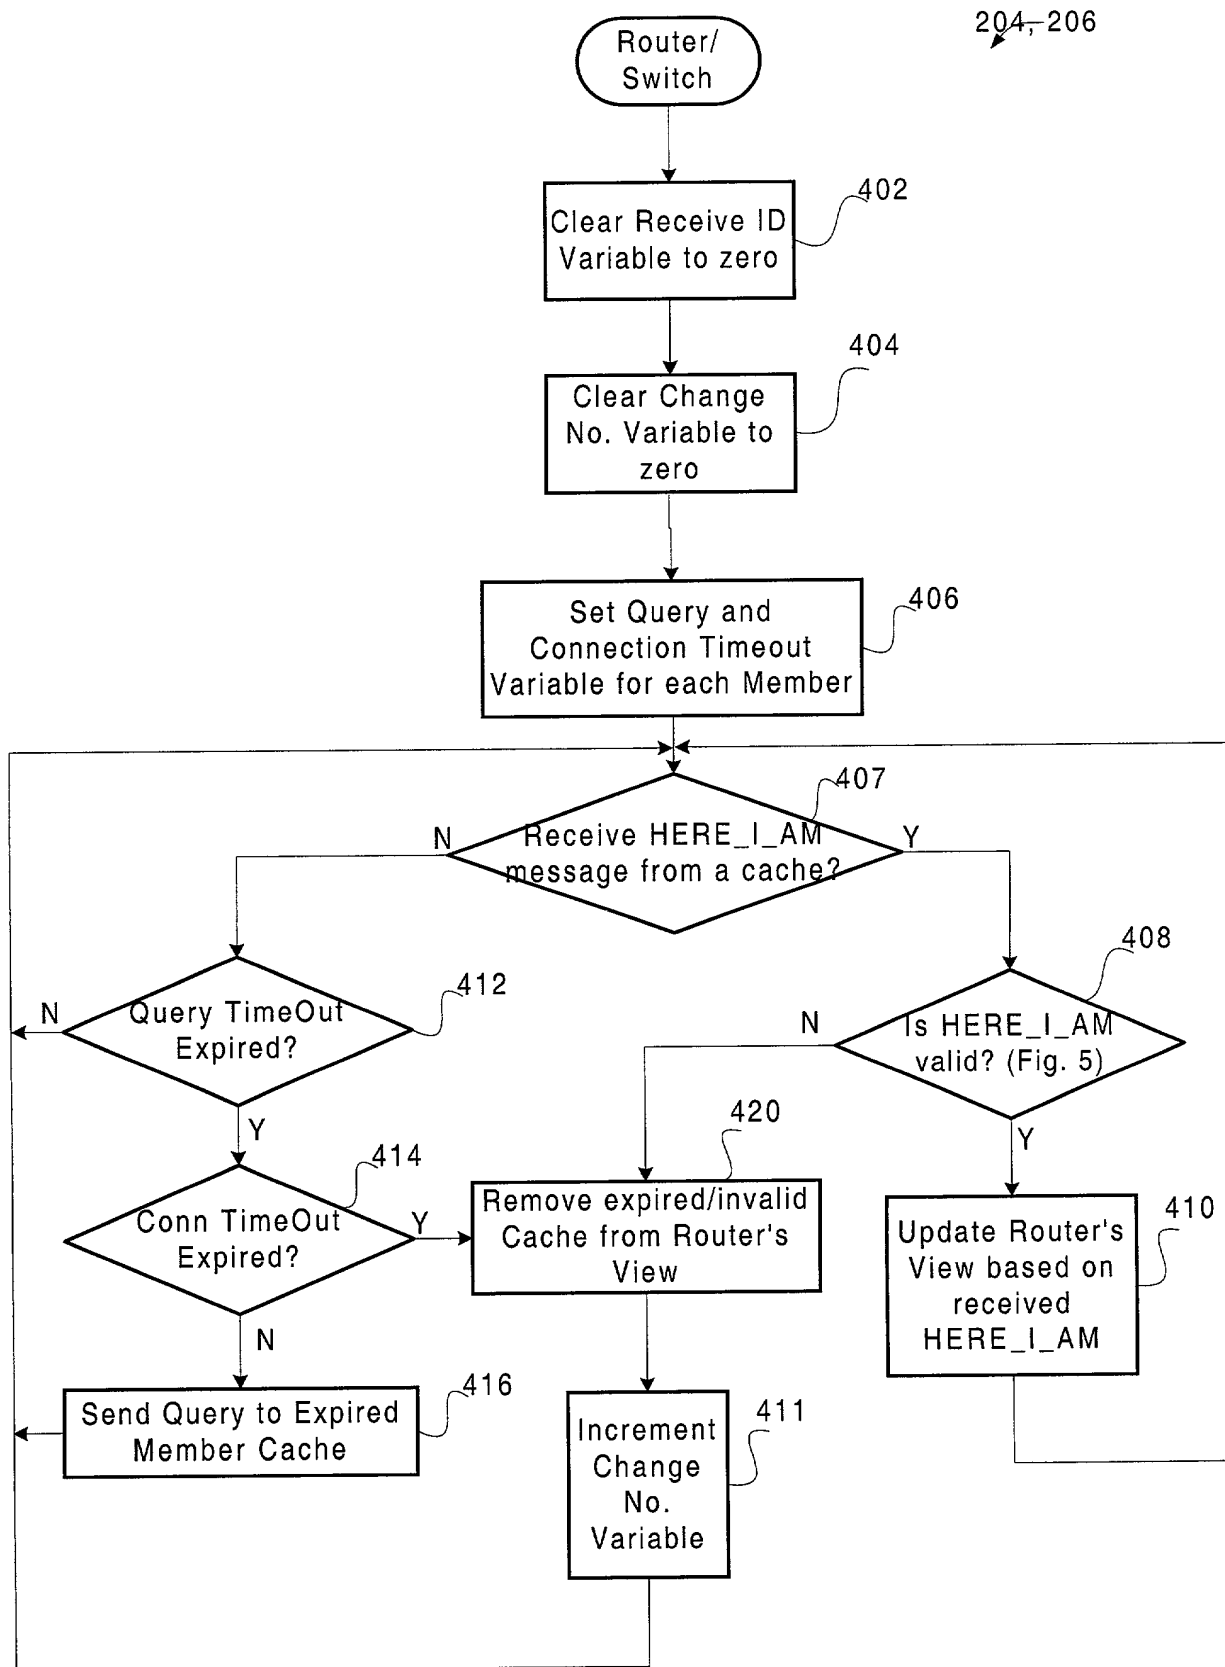 204, 206
Router/
Switch
402
Clear Receive ID
Variable to zero
404
Clear Change
No. Variable to
zero
406
Set Query and
Connection Timeout
Variable for each Member
407
N
Receive HERE_I_AM
message from a cache?
Y
408
412
N
Query TimeOut
Expired?
N
Is HERE_I_AM
valid? (Fig. 5)
Y
Y
420
414
Conn TimeOut
Expired?
Y
Remove expired/invalid
Cache from Router's
View
410
Update Router's
View based on
received
HERE_I_AM
N
416
Send Query to Expired
Member Cache
411
Increment
Change
No.
Variable